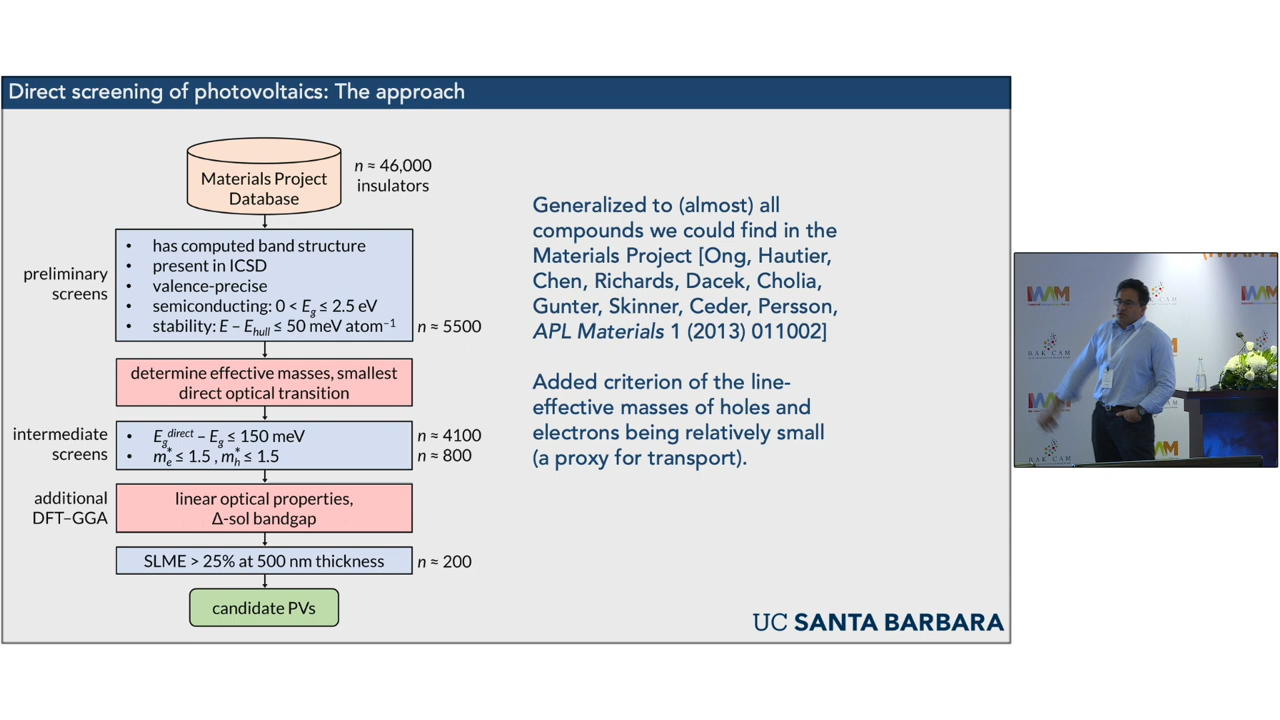 Direct screening of photovoltaics: The approach
Materials Project
Database
n ≈ 46,000
insulators
preliminary
screens
• has computed band structure
• present in ICSD
• valence-precise
• semiconducting: 0 < Eg ≤ 2.5 eV
• stability: E – Ehull ≤ 50 meV atom−1
n ≈ 5500
determine effective masses, smallest
direct optical transition
intermediate
screens
• Eg direct – Eg ≤ 150 meV
n ≈ 4100
• m*e ≤ 1.5 , m*h ≤ 1.5
n ≈ 800
additional
DFT–GGA
linear optical properties,
Δ-sol bandgap
SLME > 25% at 500 nm thickness
n ≈ 200
candidate PVs
Generalized to (almost) all
compounds we could find in the
Materials Project [Ong, Hautier,
Chen, Richards, Dacek, Cholia,
Gunter, Skinner, Ceder, Persson,
APL Materials 1 (2013) 011002]
Added criterion of the line-
effective masses of holes and
electrons being relatively small
(a proxy for transport).
UC SANTA BARBARA
IWAM
RAK CAM